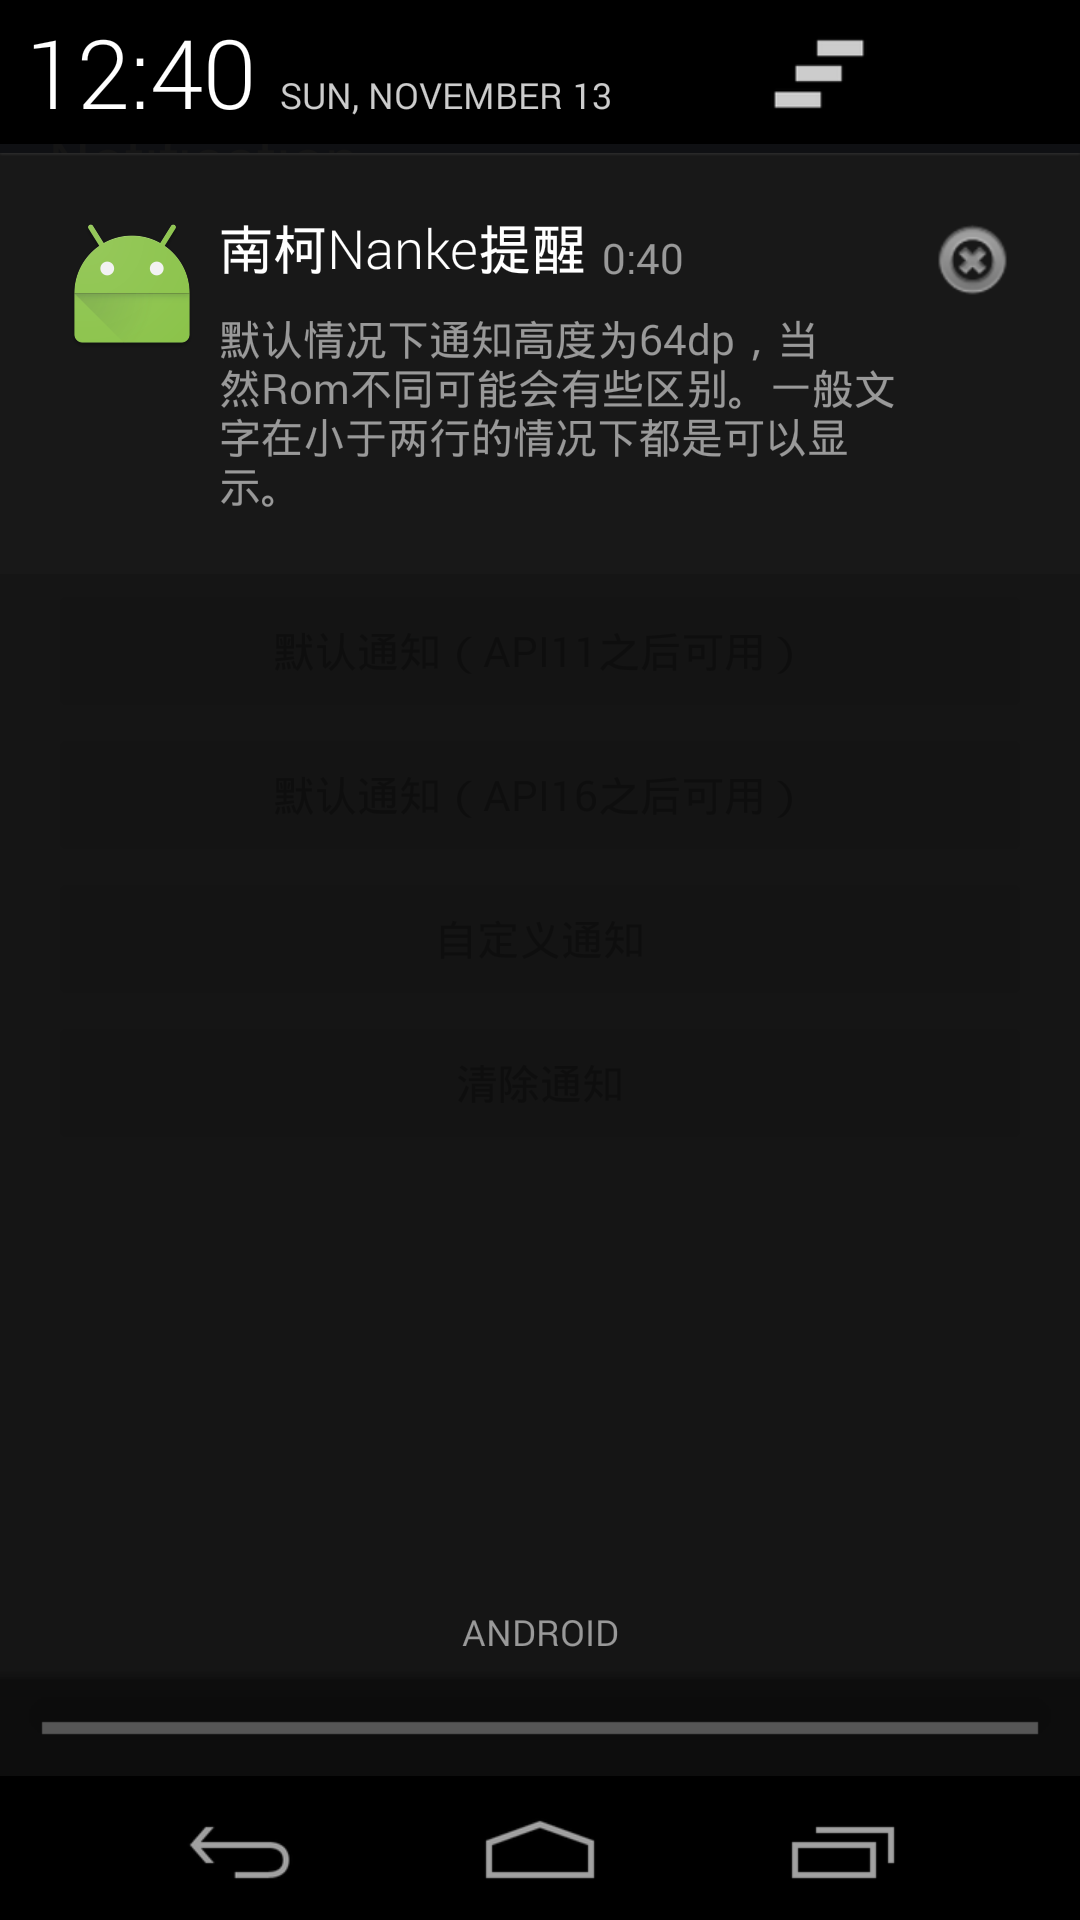 12:40 SUN, NOVEMBER 13
南柯Nanke提醒 0:40
默认情况下通知高度为64dp，当
然Rom不同可能会有些区别。一般文
字在小于两行的情况下都是可以显
示。
默认通知（API11之后可用）
默认通知（API16之后可用）
自定义通知
清除通知
ANDROID